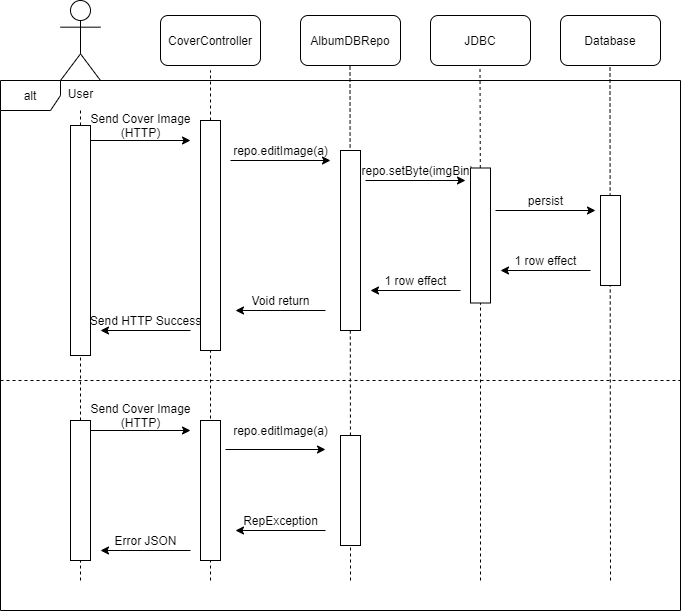 CoverController
AlbumDBRepo
JDBC
Database
alt
User
Send Cover Image
(HTTP)
repo.editImage(a)
repo.setByte(imgBin
persist
1 row effect
1 row effect
Void return
Send HTTP Success
Send Cover Image
(HTTP)
repo.editImage(a)
RepException
Error JSON